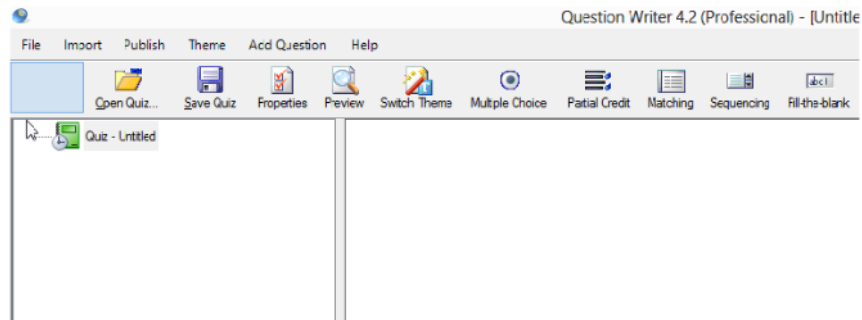 Question Writer 4.2 (Professional) - [Untitle
File Import Publish Theme Add Question Help
Open Quiz... Save Quiz Properties Preview Switch Theme Multiple Choice Partial Credit Matching Sequencing Fill-the-blank
Quiz - Untitled